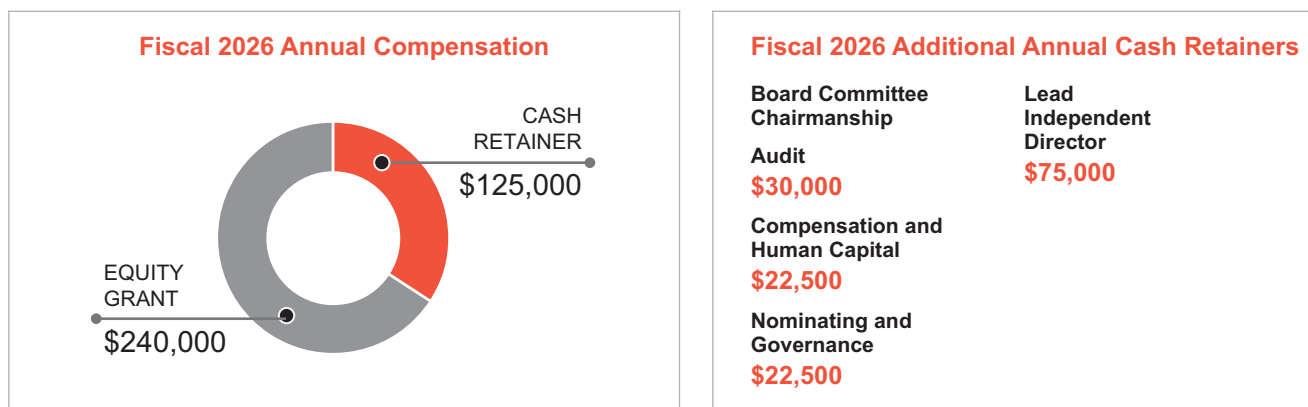 Fiscal 2026 Annual Compensation
CASH
RETAINER
$125,000
EQUITY
GRANT
$240,000
Fiscal 2026 Additional Annual Cash Retainers
Board Committee
Chairmanship
Audit
$30,000
Compensation and
Human Capital
$22,500
Nominating and
Governance
$22,500
Lead
Independent
Director
$75,000